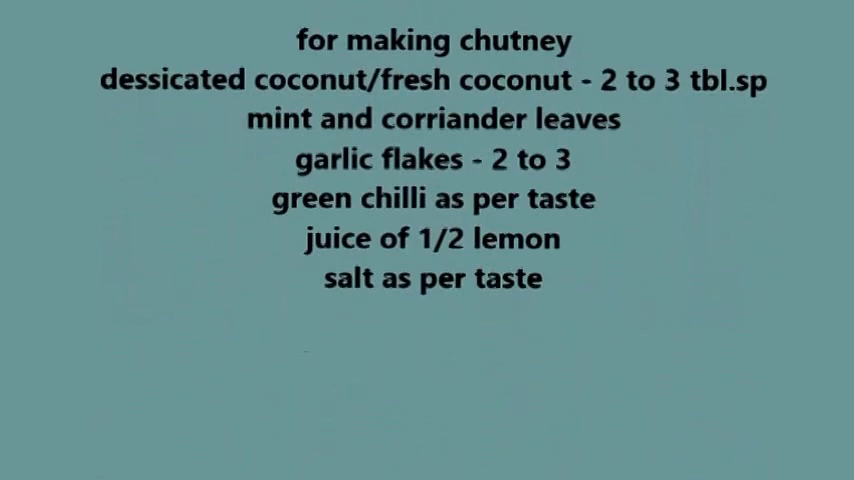 for making chutney
dessicated coconut/fresh coconut - 2 to 3 tbl.sp
mint and corriander leaves
garlic flakes - 2 to 3
green chilli as per taste
juice of 1/2 lemon
salt as per taste